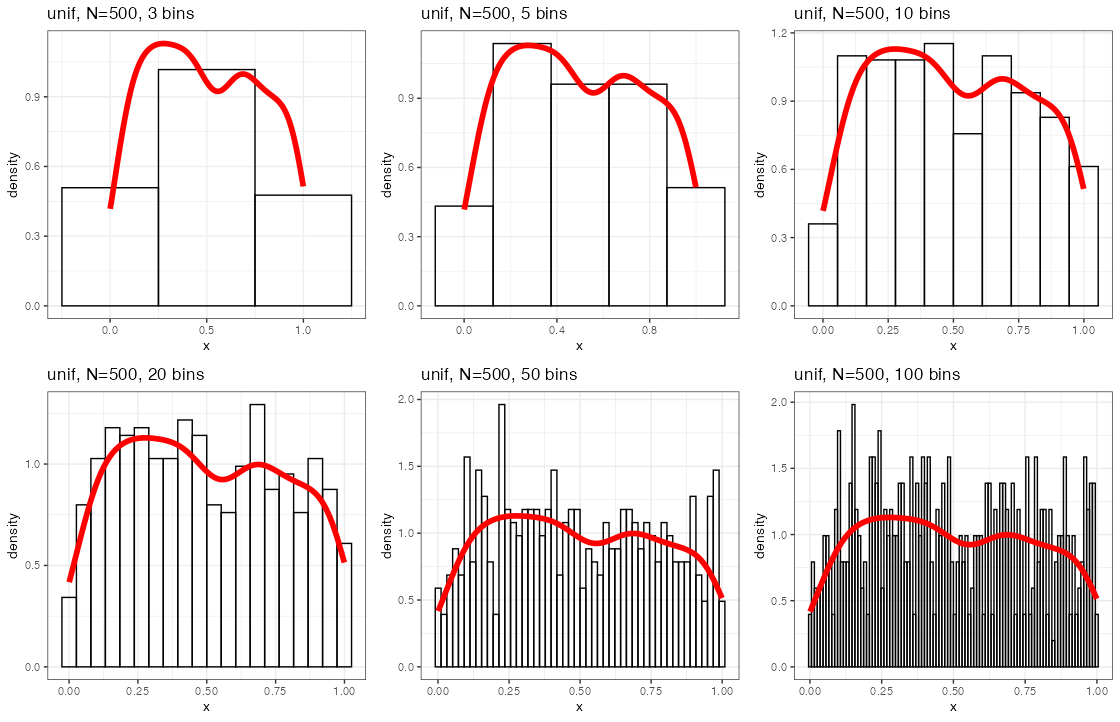 unif, N=500, 3 bins
density
0.9
0.6
0.3
0.0
0.0 0.5 1.0
x
unif, N=500, 5 bins
density
0.9
0.6
0.3
0.0
0.0 0.4 0.8
x
unif, N=500, 10 bins
density
1.2
0.9
0.6
0.3
0.0
0.00 0.25 0.50 0.75 1.00
x
unif, N=500, 20 bins
density
1.0
0.5
0.0
0.00 0.25 0.50 0.75 1.00
x
unif, N=500, 50 bins
density
2.0
1.5
1.0
0.5
0.0
0.00 0.25 0.50 0.75 1.00
x
unif, N=500, 100 bins
density
2.0
1.5
1.0
0.5
0.0
0.00 0.25 0.50 0.75 1.00
x